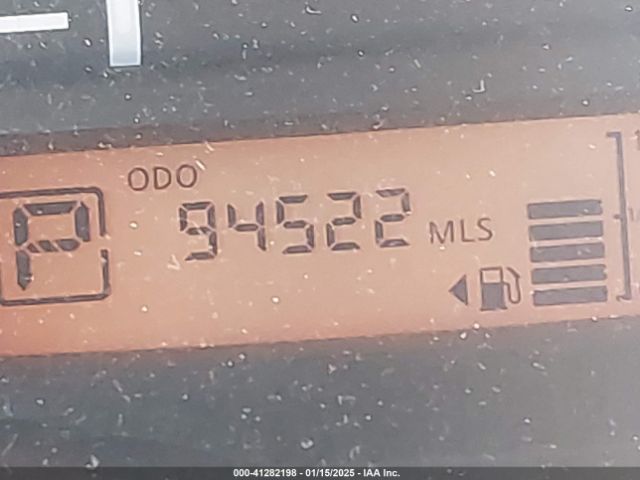 ODO
P
94522 MLS
000-41282198 - 01/15/2025 - IAA Inc.